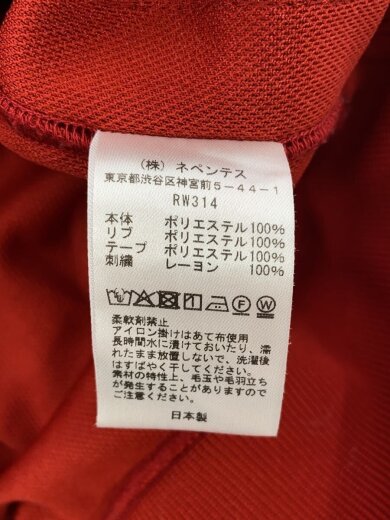 (株) ネペンテス
東京都渋谷区神宮前5-44-1
RW314
本体 ポリエステル100%
リブ ポリエステル100%
テープ ポリエステル100%
刺繍 レーヨン 100%
F W
柔軟剤禁止
アイロン掛けはあて布使用
長時間水に漬けておいたり、濡
れたまま放置しないで、洗濯後
はすばやく干してください。
素材の特性上、毛玉や毛羽立ち
が発生することがありますので
ご注意ください。
日本製